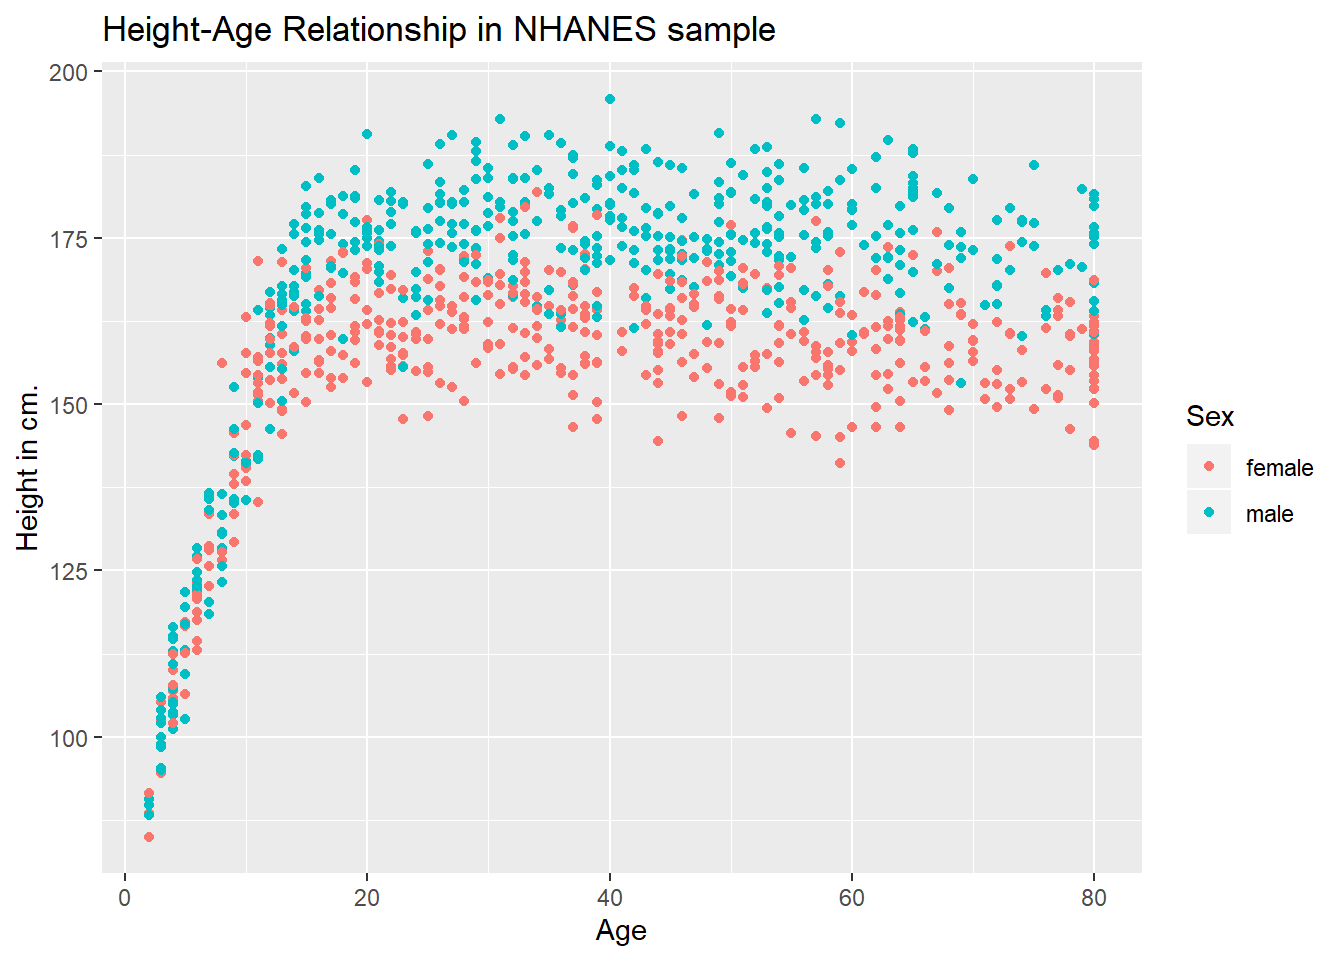 Height-Age Relationship in NHANES sample
200
175
150
125
100
Height in cm.
0 20 40 60 80
Age
Sex
female
male